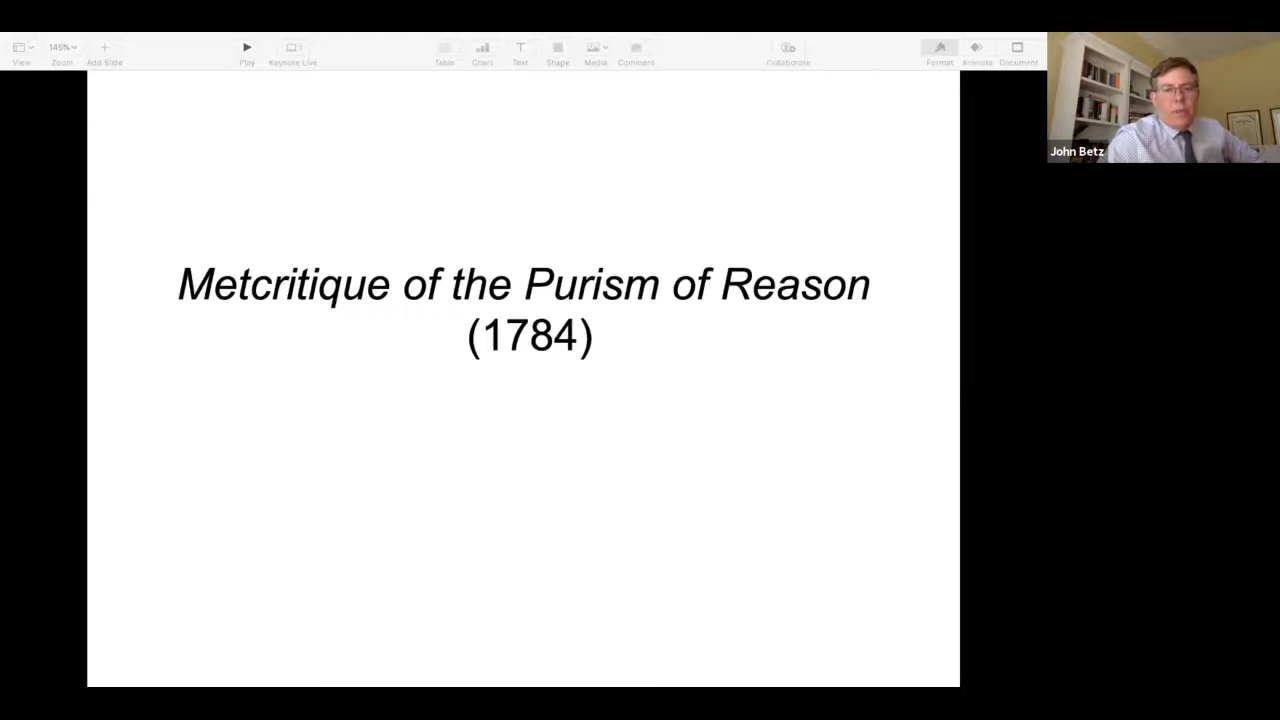 145%
View Zoom Add Slide Play Keynote Live Table Chart Text Shape Media Comment Collaborate Format Animate Document
John Betz
Metcritique of the Purism of Reason
(1784)